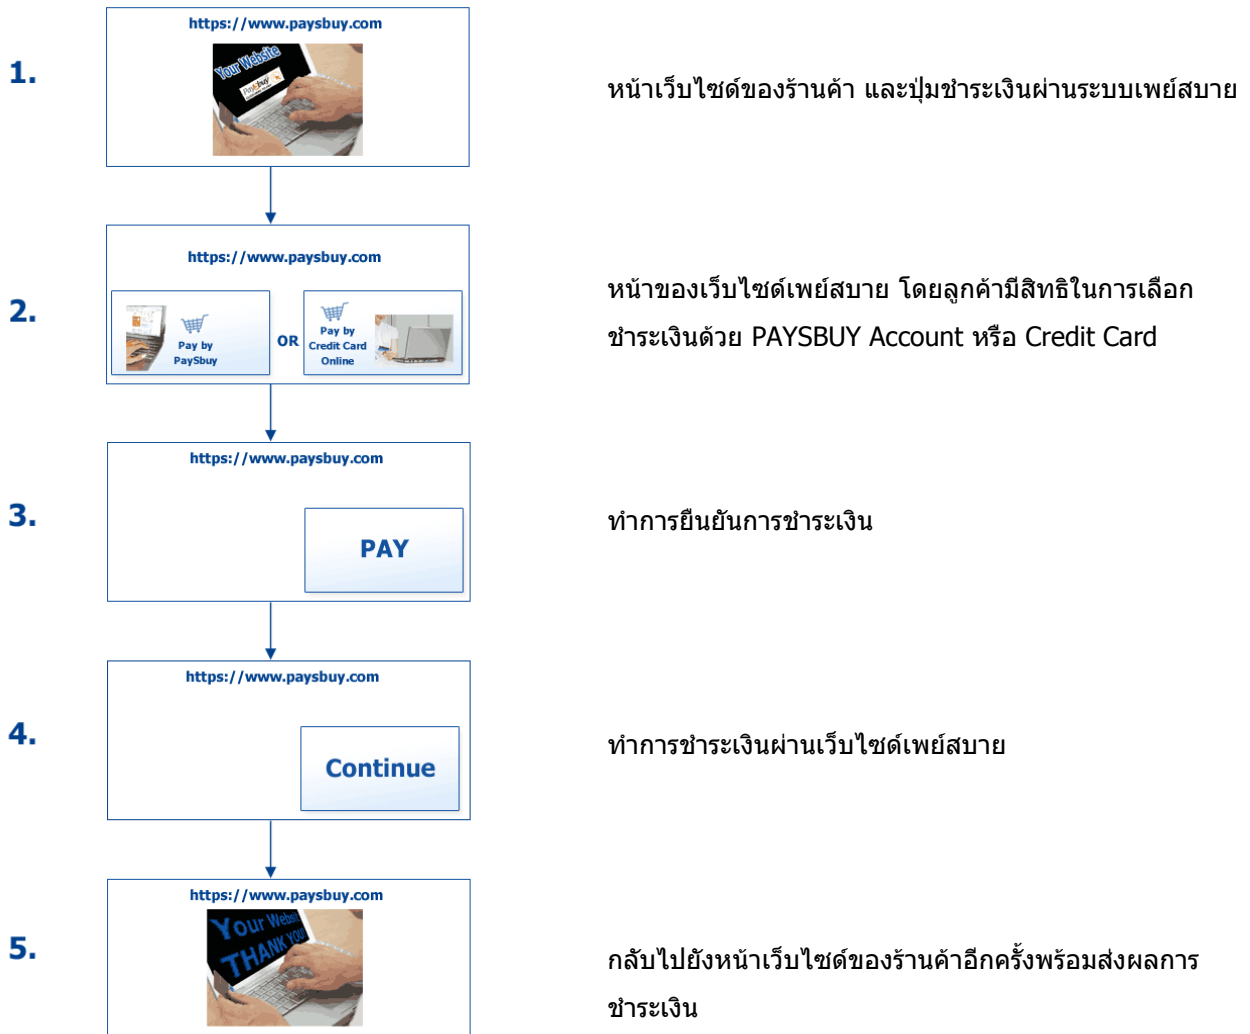 1.
https://www.paysbuy.com
Your Website
PaySbuy
หน้าเว็บไซด์ของร้านค้า และปุ่มชำระเงินผ่านระบบเพย์สบาย
2.
https://www.paysbuy.com
Pay by
PaySbuy
OR
Pay by
Credit Card
Online
หน้าของเว็บไซด์เพย์สบาย โดยลูกค้ามีสิทธิในการเลือก
ชำระเงินด้วย PAYSBUY Account หรือ Credit Card
3.
https://www.paysbuy.com
PAY
ทำการยืนยันการชำระเงิน
4.
https://www.paysbuy.com
Continue
ทำการชำระเงินผ่านเว็บไซด์เพย์สบาย
5.
https://www.paysbuy.com
Your Website
THANK YOU
กลับไปยังหน้าเว็บไซด์ของร้านค้าอีกครั้งพร้อมส่งผลการ
ชำระเงิน